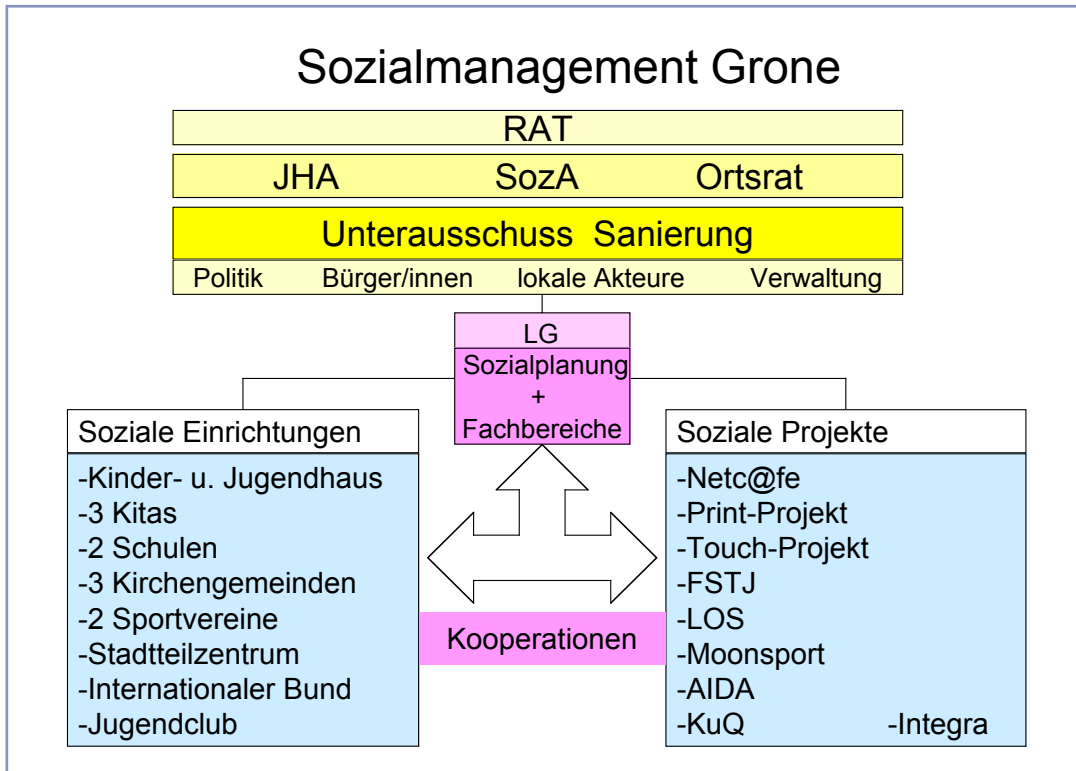 Sozialmanagement Grone
RAT
JHA SozA Ortsrat
Unterausschuss Sanierung
Politik Bürger/innen lokale Akteure Verwaltung
LG
Sozialplanung
+
Fachbereiche
Soziale Einrichtungen
-Kinder- u. Jugendhaus
-3 Kitas
-2 Schulen
-3 Kirchengemeinden
-2 Sportvereine
-Stadtteilzentrum
-Internationaler Bund
-Jugendclub
Kooperationen
Soziale Projekte
-Netc@fe
-Print-Projekt
-Touch-Projekt
-FSTJ
-LOS
-Moonsport
-AIDA
-KuQ -Integra